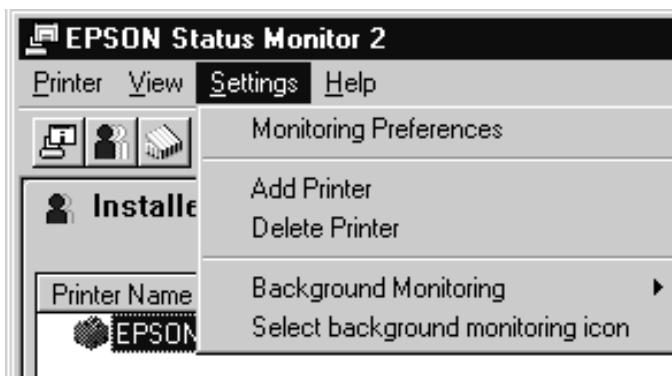 EPSON Status Monitor 2
Printer View Settings Help
Monitoring Preferences
Add Printer
Delete Printer
Background Monitoring
Select background monitoring icon
Printer Name
EPSON